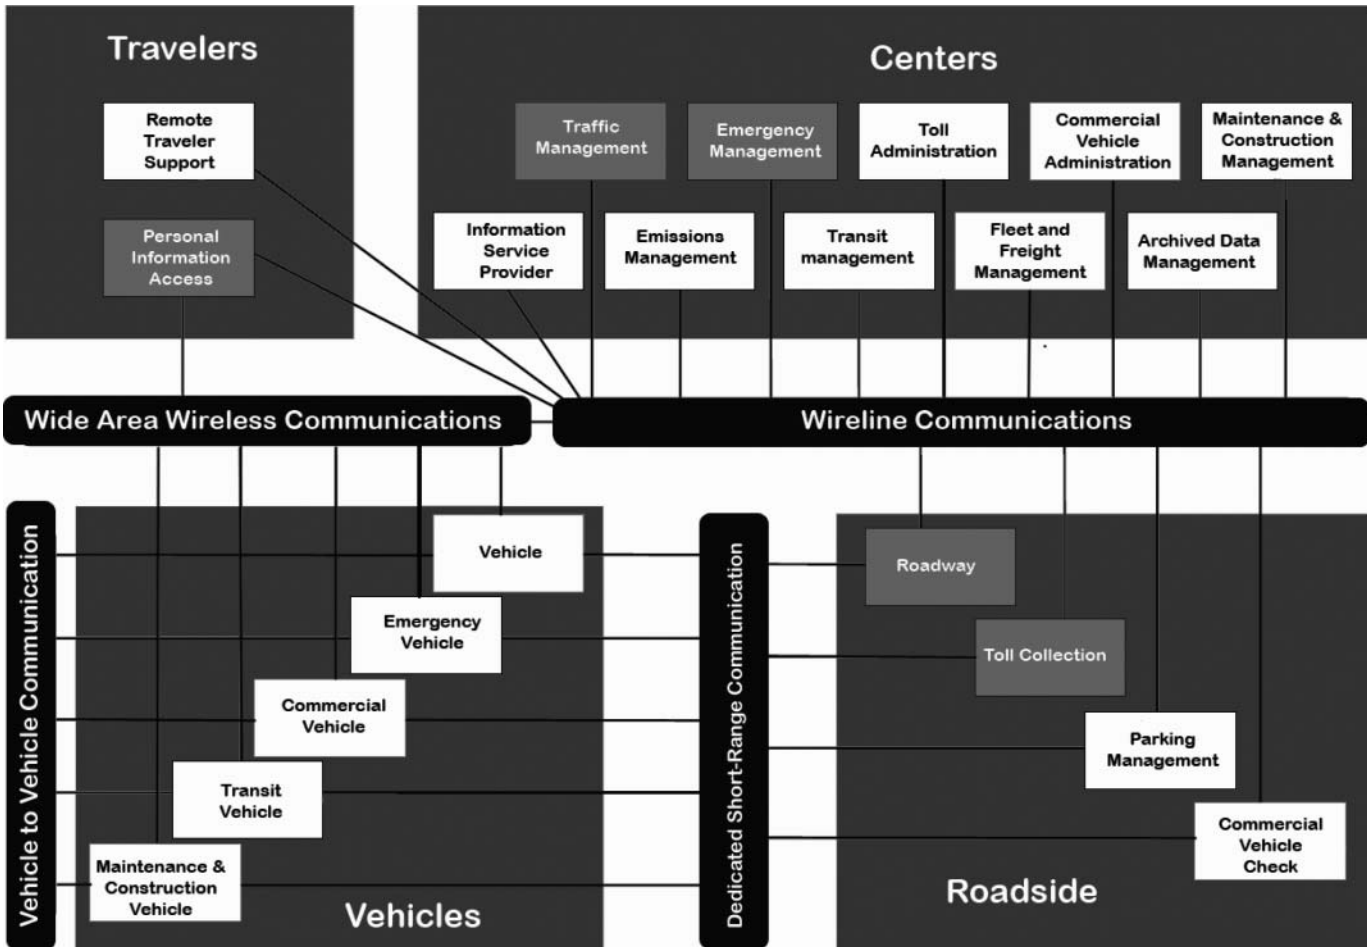 Travelers
Remote
Traveler
Support
Personal
Information
Access
Centers
Traffic
Management
Emergency
Management
Toll
Administration
Commercial
Vehicle
Administration
Maintenance &
Construction
Management
Information
Service
Provider
Emissions
Management
Transit
management
Fleet and
Freight
Management
Archived Data
Management
Wide Area Wireless Communications
Wireline Communications
Vehicle to Vehicle Communication
Vehicle
Emergency
Vehicle
Commercial
Vehicle
Transit
Vehicle
Maintenance &
Construction
Vehicle
Vehicles
Dedicated Short-Range Communication
Roadway
Toll Collection
Parking
Management
Commercial
Vehicle
Check
Roadside